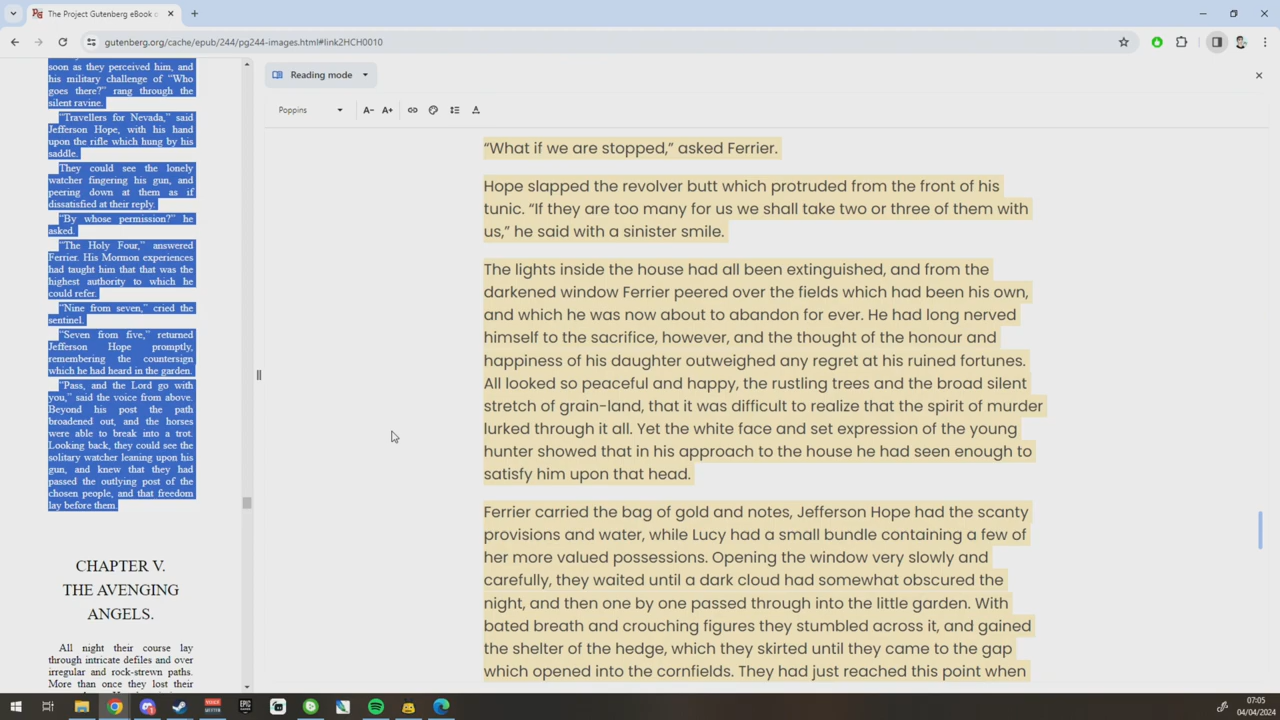 The Project Gutenberg eBook o
gutenberg.org/cache/epub/244/pg244-images.html#link2HCH0010
soon as they perceived him, and
his military challenge of “Who
goes there?” rang through the
silent ravine.
“Travellers for Nevada,” said
Jefferson Hope, with his hand
upon the rifle which hung by his
saddle.
They could see the lonely
watcher fingering his gun, and
peering down at them as if
dissatisfied at their reply.
“By whose permission?” he
asked.
“The Holy Four,” answered
Ferrier. His Mormon experiences
had taught him that that was the
highest authority to which he
could refer.
“Nine from seven,” cried the
sentinel.
“Seven from five,” returned
Jefferson Hope promptly,
remembering the countersign
which he had heard in the garden.
“Pass, and the Lord go with
you,” said the voice from above.
Beyond his post the path
broadened out, and the horses
were able to break into a trot.
Looking back, they could see the
solitary watcher leaning upon his
gun, and knew that they had
passed the outlying post of the
chosen people, and that freedom
lay before them.
CHAPTER V.
THE AVENGING
ANGELS.
All night their course lay
through intricate defiles and over
irregular and rock-strewn paths.
More than once they lost their
Reading mode
Poppins
A- A+
“What if we are stopped,” asked Ferrier.
Hope slapped the revolver butt which protruded from the front of his
tunic. “If they are too many for us we shall take two or three of them with
us,” he said with a sinister smile.
The lights inside the house had all been extinguished, and from the
darkened window Ferrier peered over the fields which had been his own,
and which he was now about to abandon for ever. He had long nerved
himself to the sacrifice, however, and the thought of the honour and
happiness of his daughter outweighed any regret at his ruined fortunes.
All looked so peaceful and happy, the rustling trees and the broad silent
stretch of grain-land, that it was difficult to realize that the spirit of murder
lurked through it all. Yet the white face and set expression of the young
hunter showed that in his approach to the house he had seen enough to
satisfy him upon that head.
Ferrier carried the bag of gold and notes, Jefferson Hope had the scanty
provisions and water, while Lucy had a small bundle containing a few of
her more valued possessions. Opening the window very slowly and
carefully, they waited until a dark cloud had somewhat obscured the
night, and then one by one passed through into the little garden. With
bated breath and crouching figures they stumbled across it, and gained
the shelter of the hedge, which they skirted until they came to the gap
which opened into the cornfields. They had just reached this point when
07:05
04/04/2024